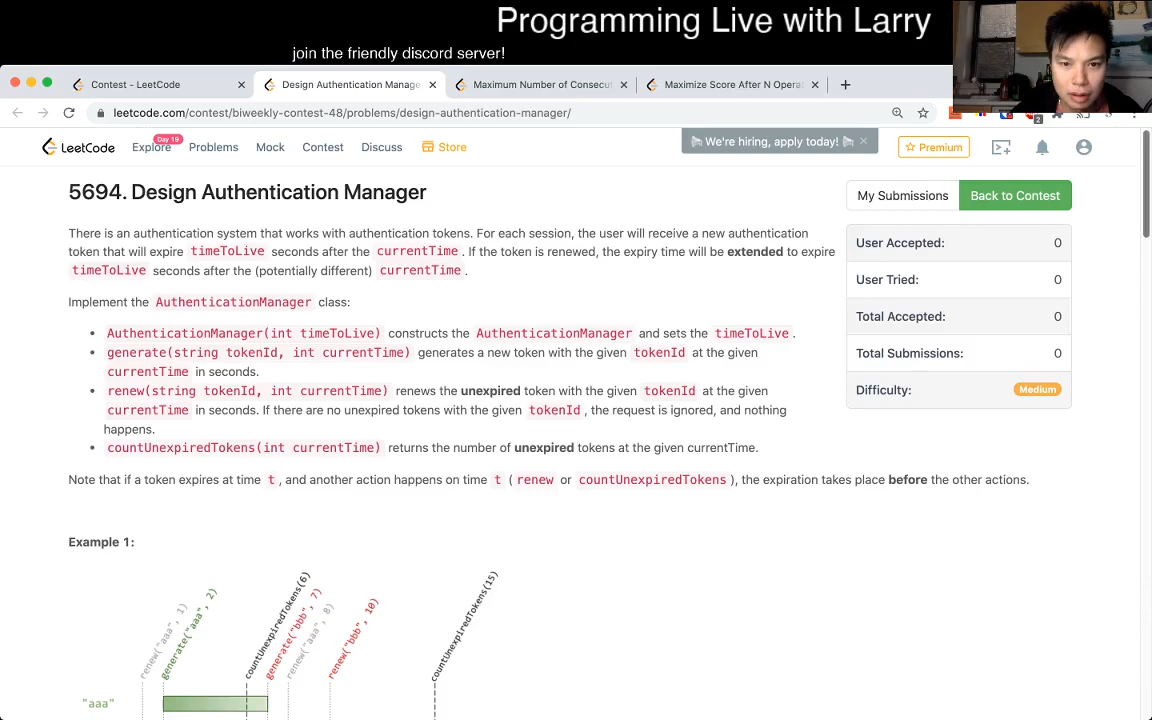 Programming Live with Larry
join the friendly discord server!
Contest - LeetCode
Design Authentication Manage
Maximum Number of Consecut
Maximize Score After N Operat
leetcode.com/contest/biweekly-contest-48/problems/design-authentication-manager/
2
Day 19
LeetCode
Explore
Problems
Mock
Contest
Discuss
Store
We're hiring, apply today!
Premium
5694. Design Authentication Manager
My Submissions
Back to Contest
There is an authentication system that works with authentication tokens. For each session, the user will receive a new authentication
token that will expire timeToLive seconds after the currentTime. If the token is renewed, the expiry time will be extended to expire
timeToLive seconds after the (potentially different) currentTime.
Implement the AuthenticationManager class:
• AuthenticationManager(int timeToLive) constructs the AuthenticationManager and sets the timeToLive.
• generate(string tokenId, int currentTime) generates a new token with the given tokenId at the given
currentTime in seconds.
• renew(string tokenId, int currentTime) renews the unexpired token with the given tokenId at the given
currentTime in seconds. If there are no unexpired tokens with the given tokenId, the request is ignored, and nothing
happens.
• countUnexpiredTokens(int currentTime) returns the number of unexpired tokens at the given currentTime.
Note that if a token expires at time t, and another action happens on time t (renew or countUnexpiredTokens), the expiration takes place before the other actions.
User Accepted: 0
User Tried: 0
Total Accepted: 0
Total Submissions: 0
Difficulty: Medium
Example 1:
renew("aaa", 1)
generate("aaa", 2)
countUnexpiredTokens(6)
generate("bbb", 7)
renew("aaa", 8)
renew("bbb", 10)
countUnexpiredTokens(15)
"aaa"